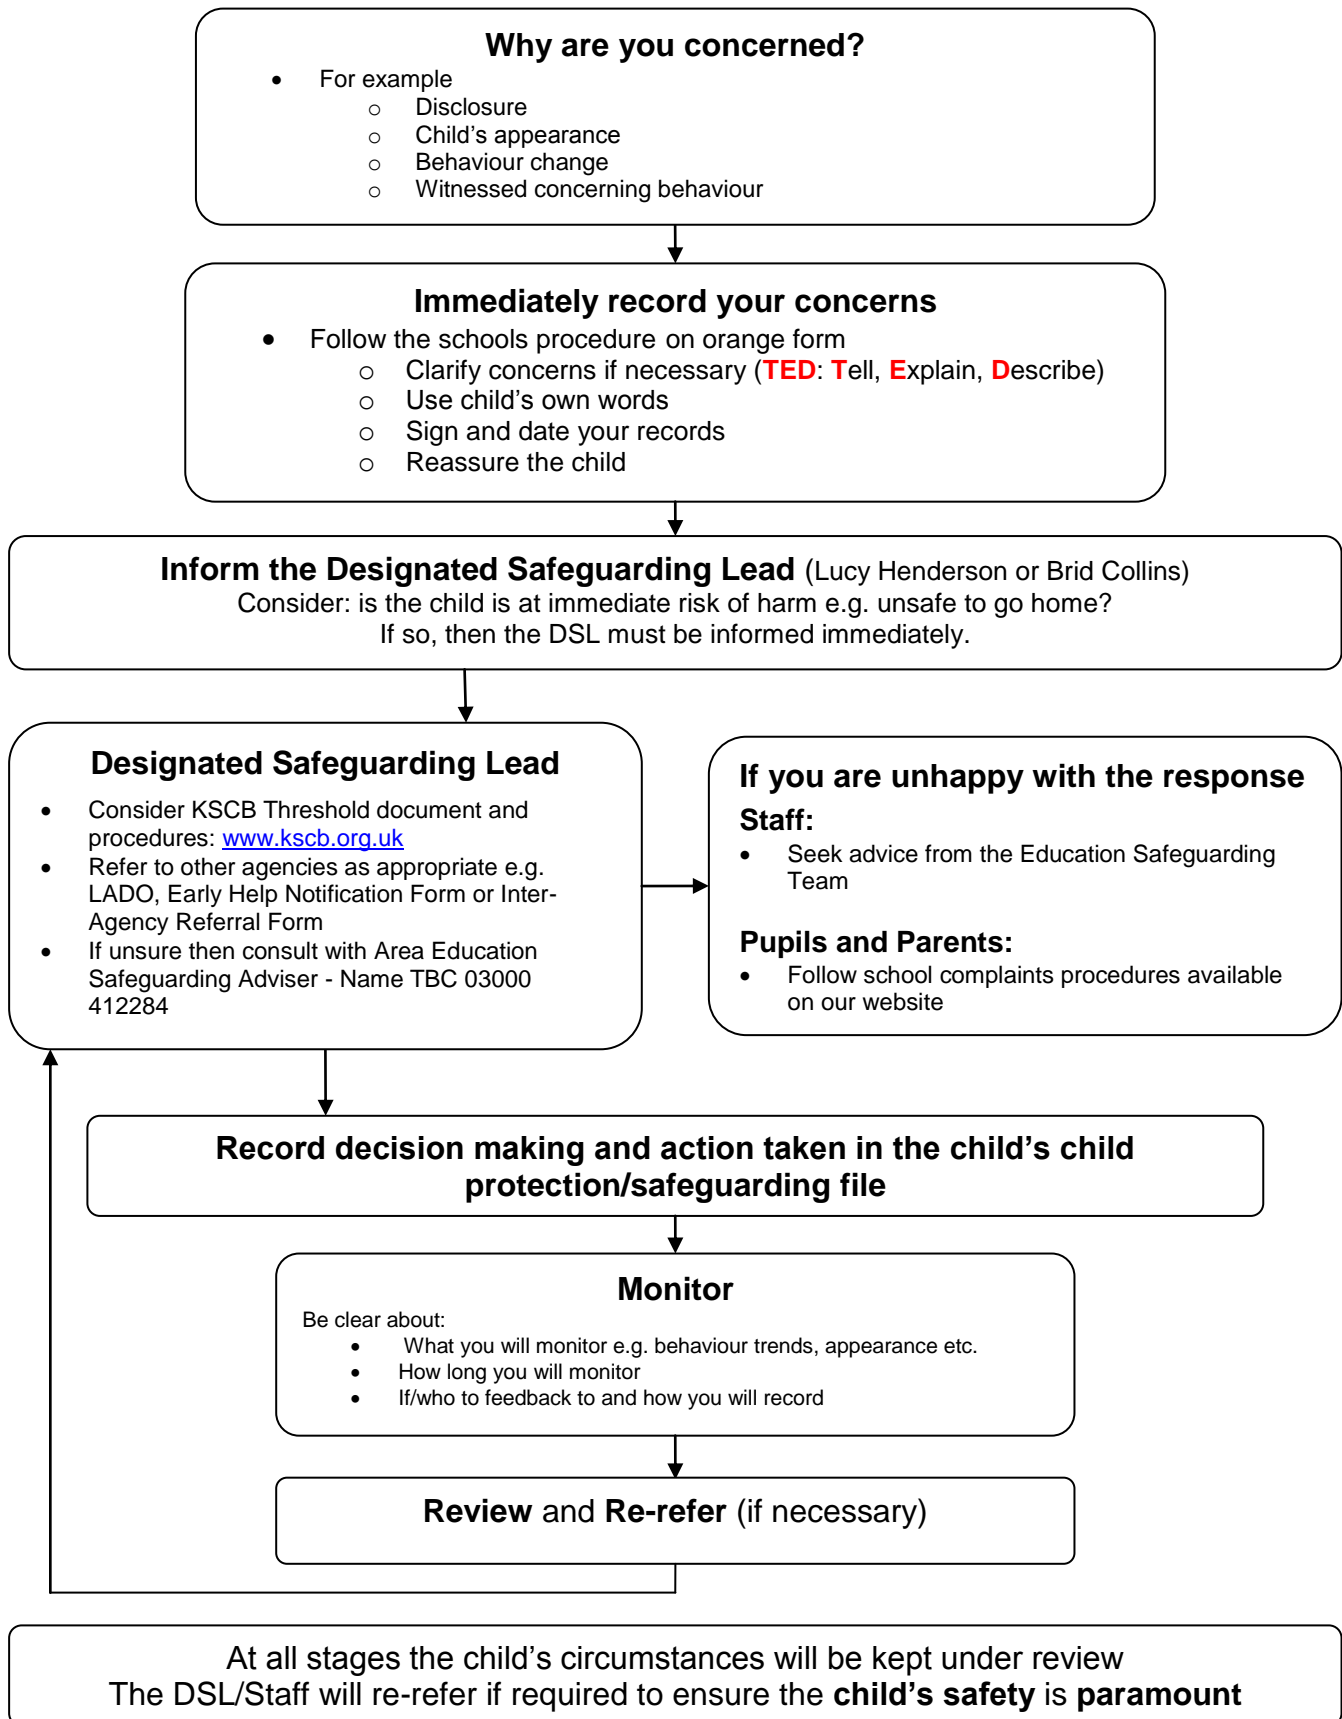 Why are you concerned?
• For example
o Disclosure
o Child's appearance
o Behaviour change
o Witnessed concerning behaviour
Immediately record your concerns
• Follow the schools procedure on orange form
o Clarify concerns if necessary (TED: Tell, Explain, Describe)
o Use child's own words
o Sign and date your records
o Reassure the child
Inform the Designated Safeguarding Lead (Lucy Henderson or Brid Collins)
Consider: is the child is at immediate risk of harm e.g. unsafe to go home?
If so, then the DSL must be informed immediately.
Designated Safeguarding Lead
• Consider KSCB Threshold document and
procedures: www.kscb.org.uk
• Refer to other agencies as appropriate e.g.
LADO, Early Help Notification Form or Inter-
Agency Referral Form
• If unsure then consult with Area Education
Safeguarding Adviser - Name TBC 03000
412284
If you are unhappy with the response
Staff:
• Seek advice from the Education Safeguarding
Team
Pupils and Parents:
• Follow school complaints procedures available
on our website
Record decision making and action taken in the child's child
protection/safeguarding file
Monitor
Be clear about:
• What you will monitor e.g. behaviour trends, appearance etc.
• How long you will monitor
• If/who to feedback to and how you will record
Review and Re-refer (if necessary)
At all stages the child's circumstances will be kept under review
The DSL/Staff will re-refer if required to ensure the child's safety is paramount